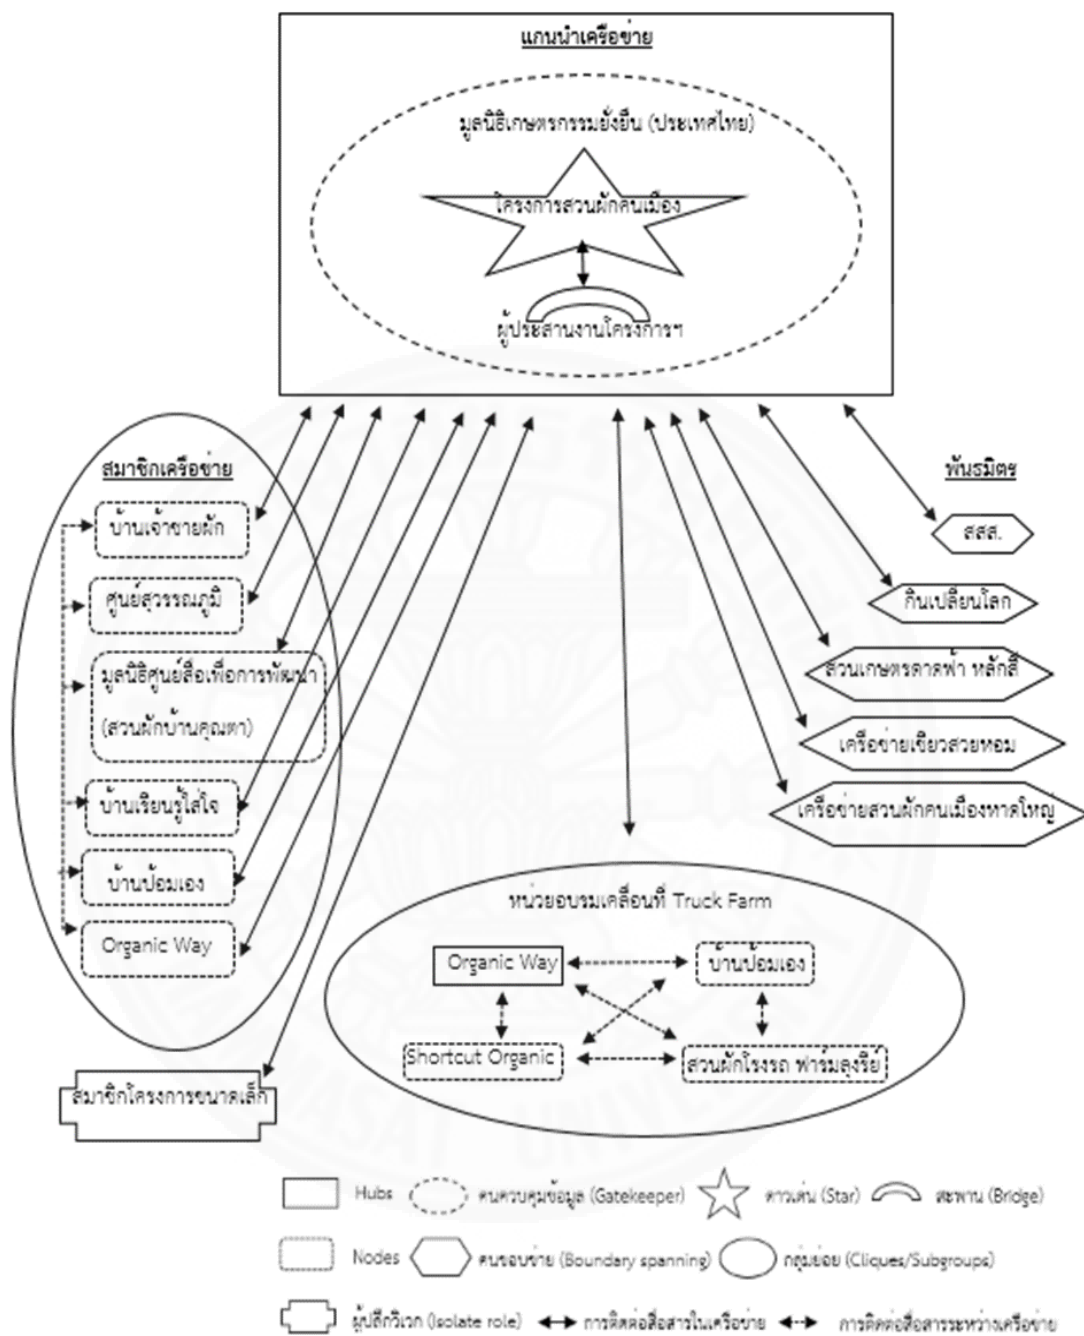 แกนนำเครือข่าย
มูลนิธิเกษตรกรรมยั่งยืน (ประเทศไทย)
โครงการสวนผักคนเมือง
ผู้ประสานงานโครงการฯ
สมาชิกเครือข่าย
บ้านเจ้าชายผัก
ศูนย์สุวรรณภูมิ
มูลนิธิศูนย์สื่อเพื่อการพัฒนา
(สวนผักบ้านคุณตา)
บ้านเรียนรู้ใส่ใจ
บ้านป้อมเอง
Organic Way
สมาชิกโครงการขนาดเล็ก
พันธมิตร
สสส.
กินเปลี่ยนโลก
สวนเกษตรดาดฟ้า หลักสี่
เครือข่ายเขียวสวยหอม
เครือข่ายสวนผักคนเมืองหาดใหญ่
หน่วยอบรมเคลื่อนที่ Truck Farm
Organic Way
บ้านป้อมเอง
Shortcut Organic
สวนผักโรงรถ ฟาร์มลุงรีย์
Hubs
คนควบคุมข้อมูล (Gatekeeper)
ดาวเด่น (Star)
สะพาน (Bridge)
Nodes
คนขอบข่าย (Boundary spanning)
กลุ่มย่อย (Cliques/Subgroups)
ผู้ปลีกวิเวก (Isolate role)
การติดต่อสื่อสารในเครือข่าย
การติดต่อสื่อสารระหว่างเครือข่าย